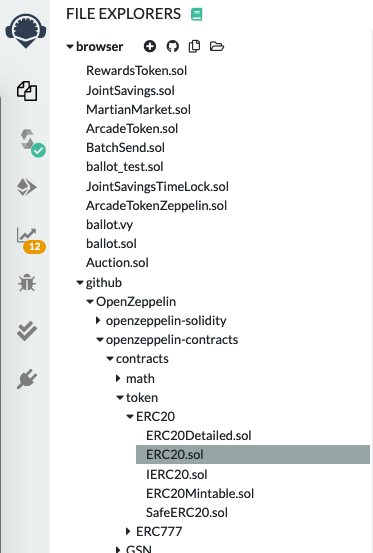 FILE EXPLORERS
browser
RewardsToken.sol
JointSavings.sol
MartianMarket.sol
ArcadeToken.sol
BatchSend.sol
ballot_test.sol
JointSavingsTimeLock.sol
ArcadeTokenZeppelin.sol
ballot.vy
ballot.sol
Auction.sol
12
github
OpenZeppelin
openzeppelin-solidity
openzeppelin-contracts
contracts
math
token
ERC20
ERC20Detailed.sol
ERC20.sol
IERC20.sol
ERC20Mintable.sol
SafeERC20.sol
ERC777
GSN